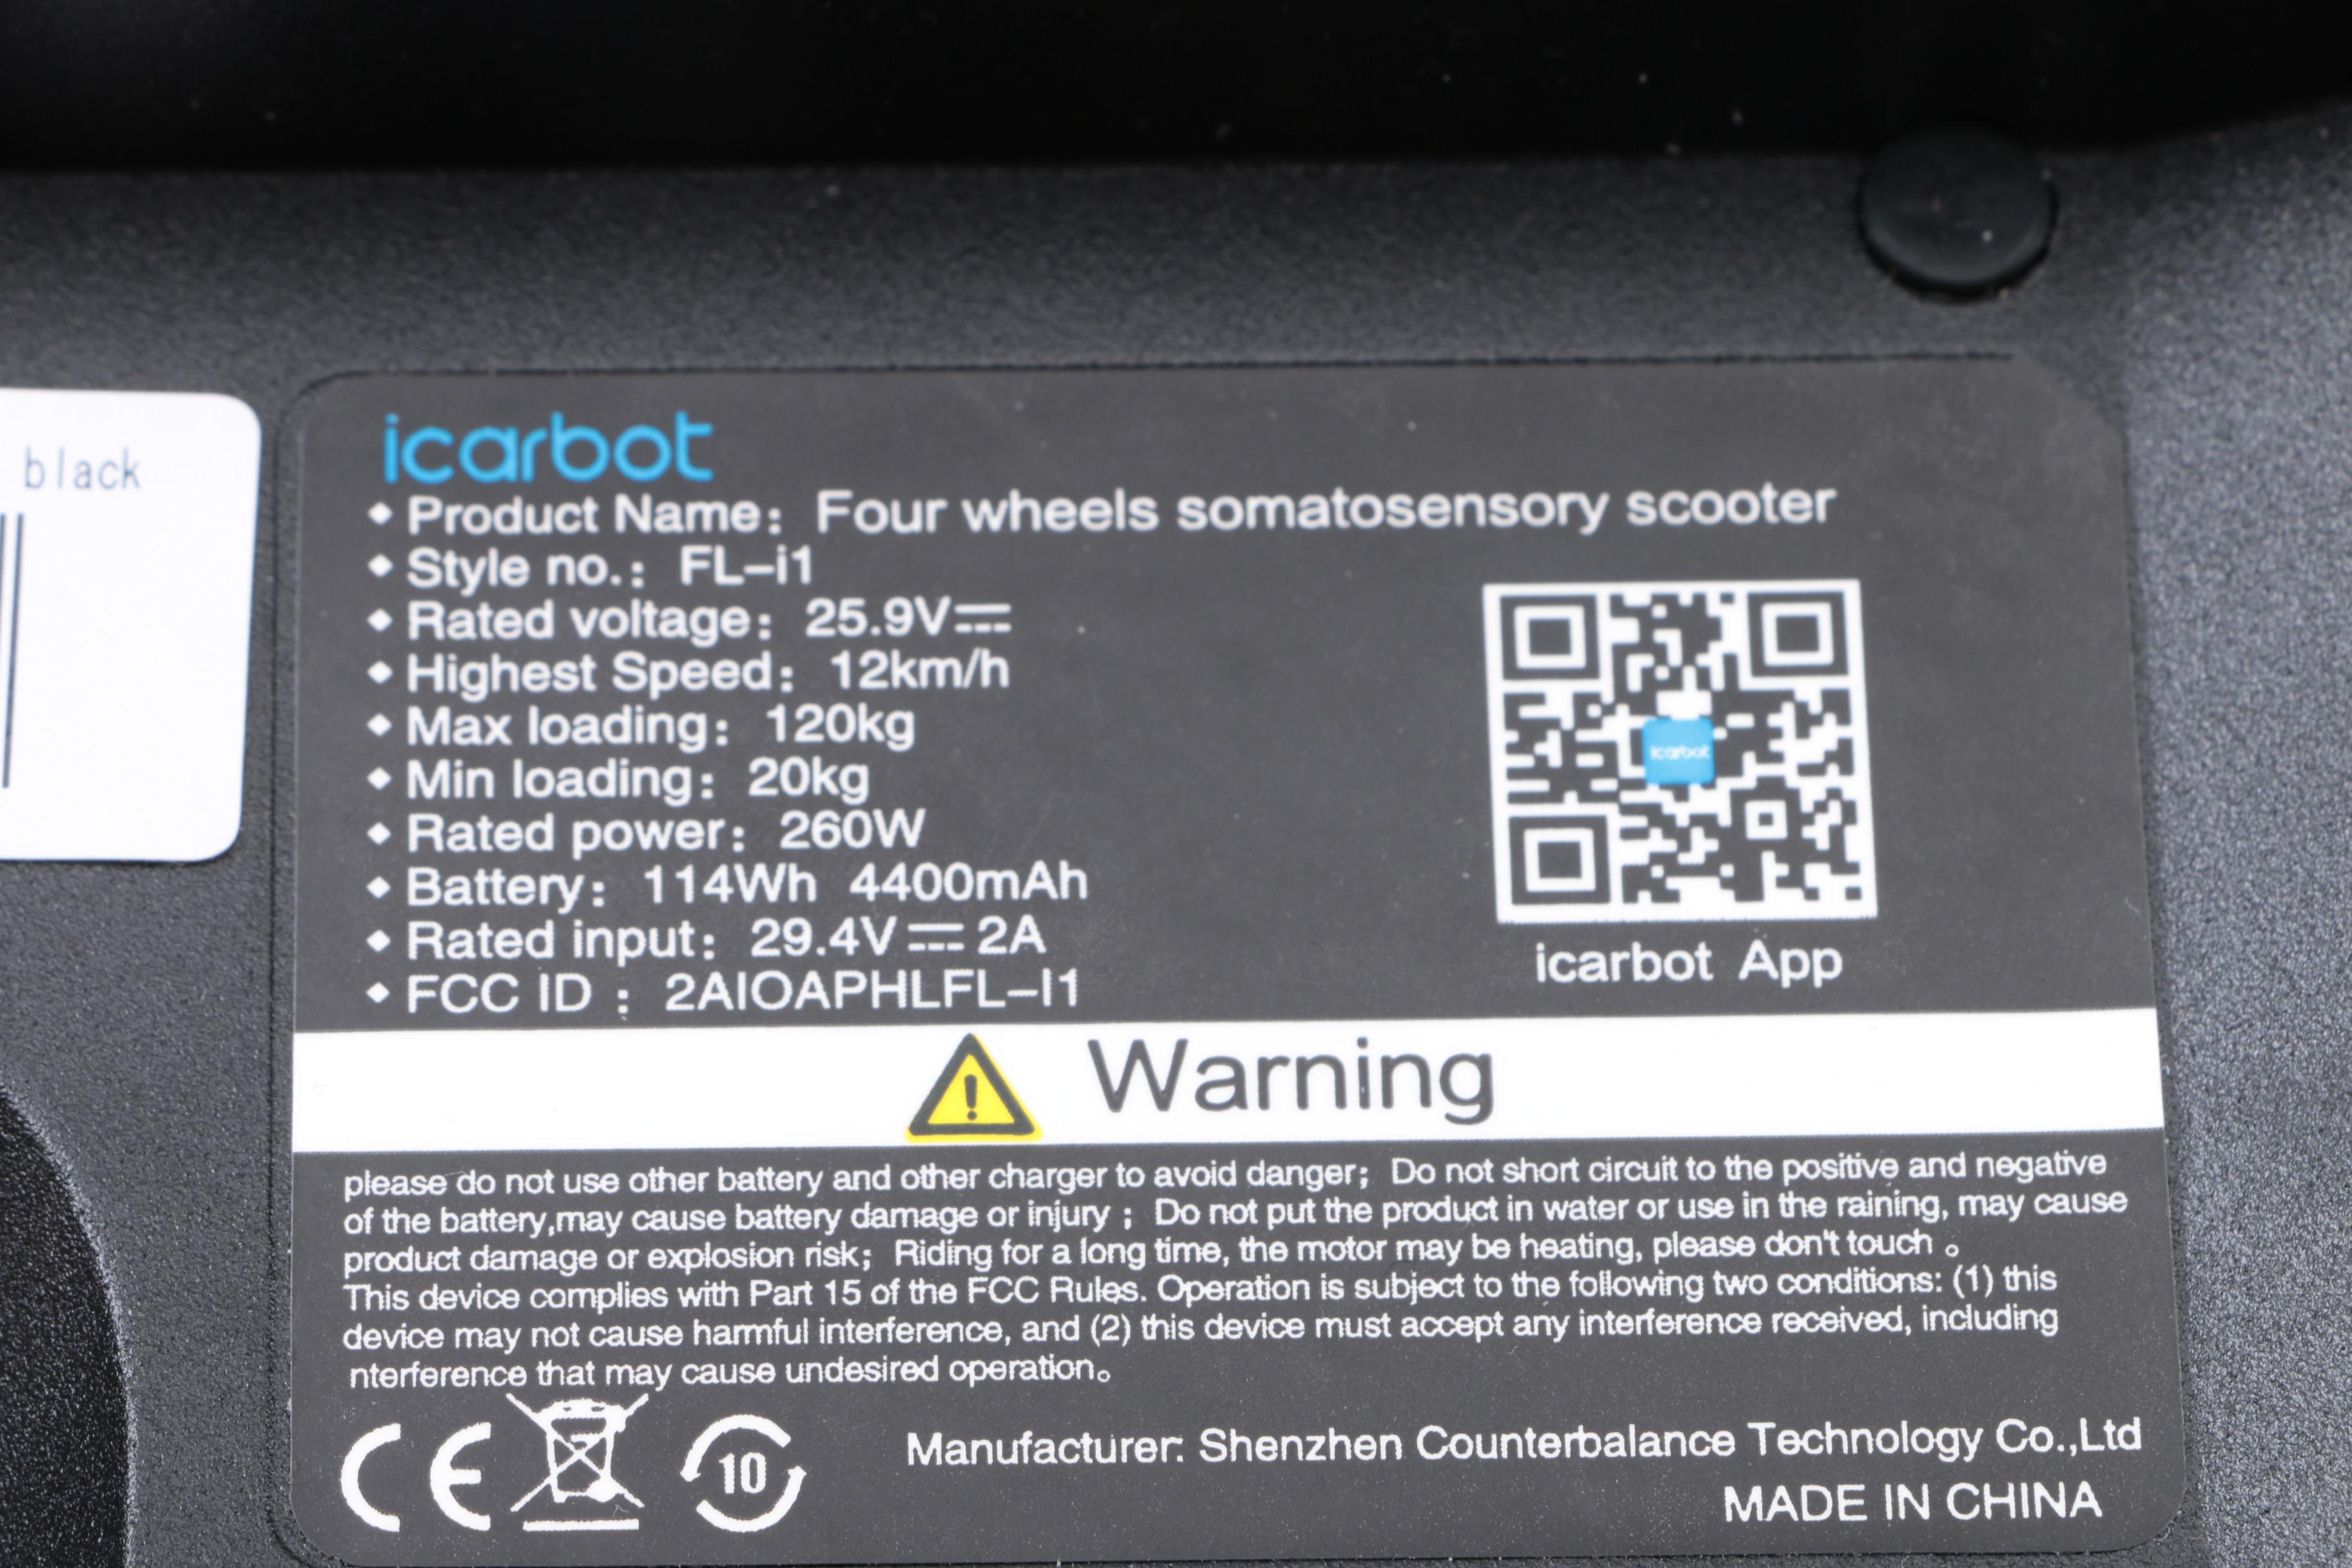 black
icarbot
◆ Product Name： Four wheels somatosensory scooter
◆ Style no.： FL-i1
◆ Rated voltage： 25.9V⎓
◆ Highest Speed： 12km/h
◆ Max loading： 120kg
◆ Min loading： 20kg
◆ Rated power： 260W
◆ Battery： 114Wh 4400mAh
◆ Rated input： 29.4V⎓2A
◆ FCC ID ： 2AIOAPHLFL-I1
icarbot
icarbot App
Warning
please do not use other battery and other charger to avoid danger； Do not short circuit to the positive and negative
of the battery,may cause battery damage or injury ； Do not put the product in water or use in the raining, may cause
product damage or explosion risk； Riding for a long time, the motor may be heating, please don't touch 。
This device complies with Part 15 of the FCC Rules. Operation is subject to the following two conditions: (1) this
device may not cause harmful interference, and (2) this device must accept any interference received, including
nterference that may cause undesired operation。
CE
10
Manufacturer: Shenzhen Counterbalance Technology Co.,Ltd
MADE IN CHINA